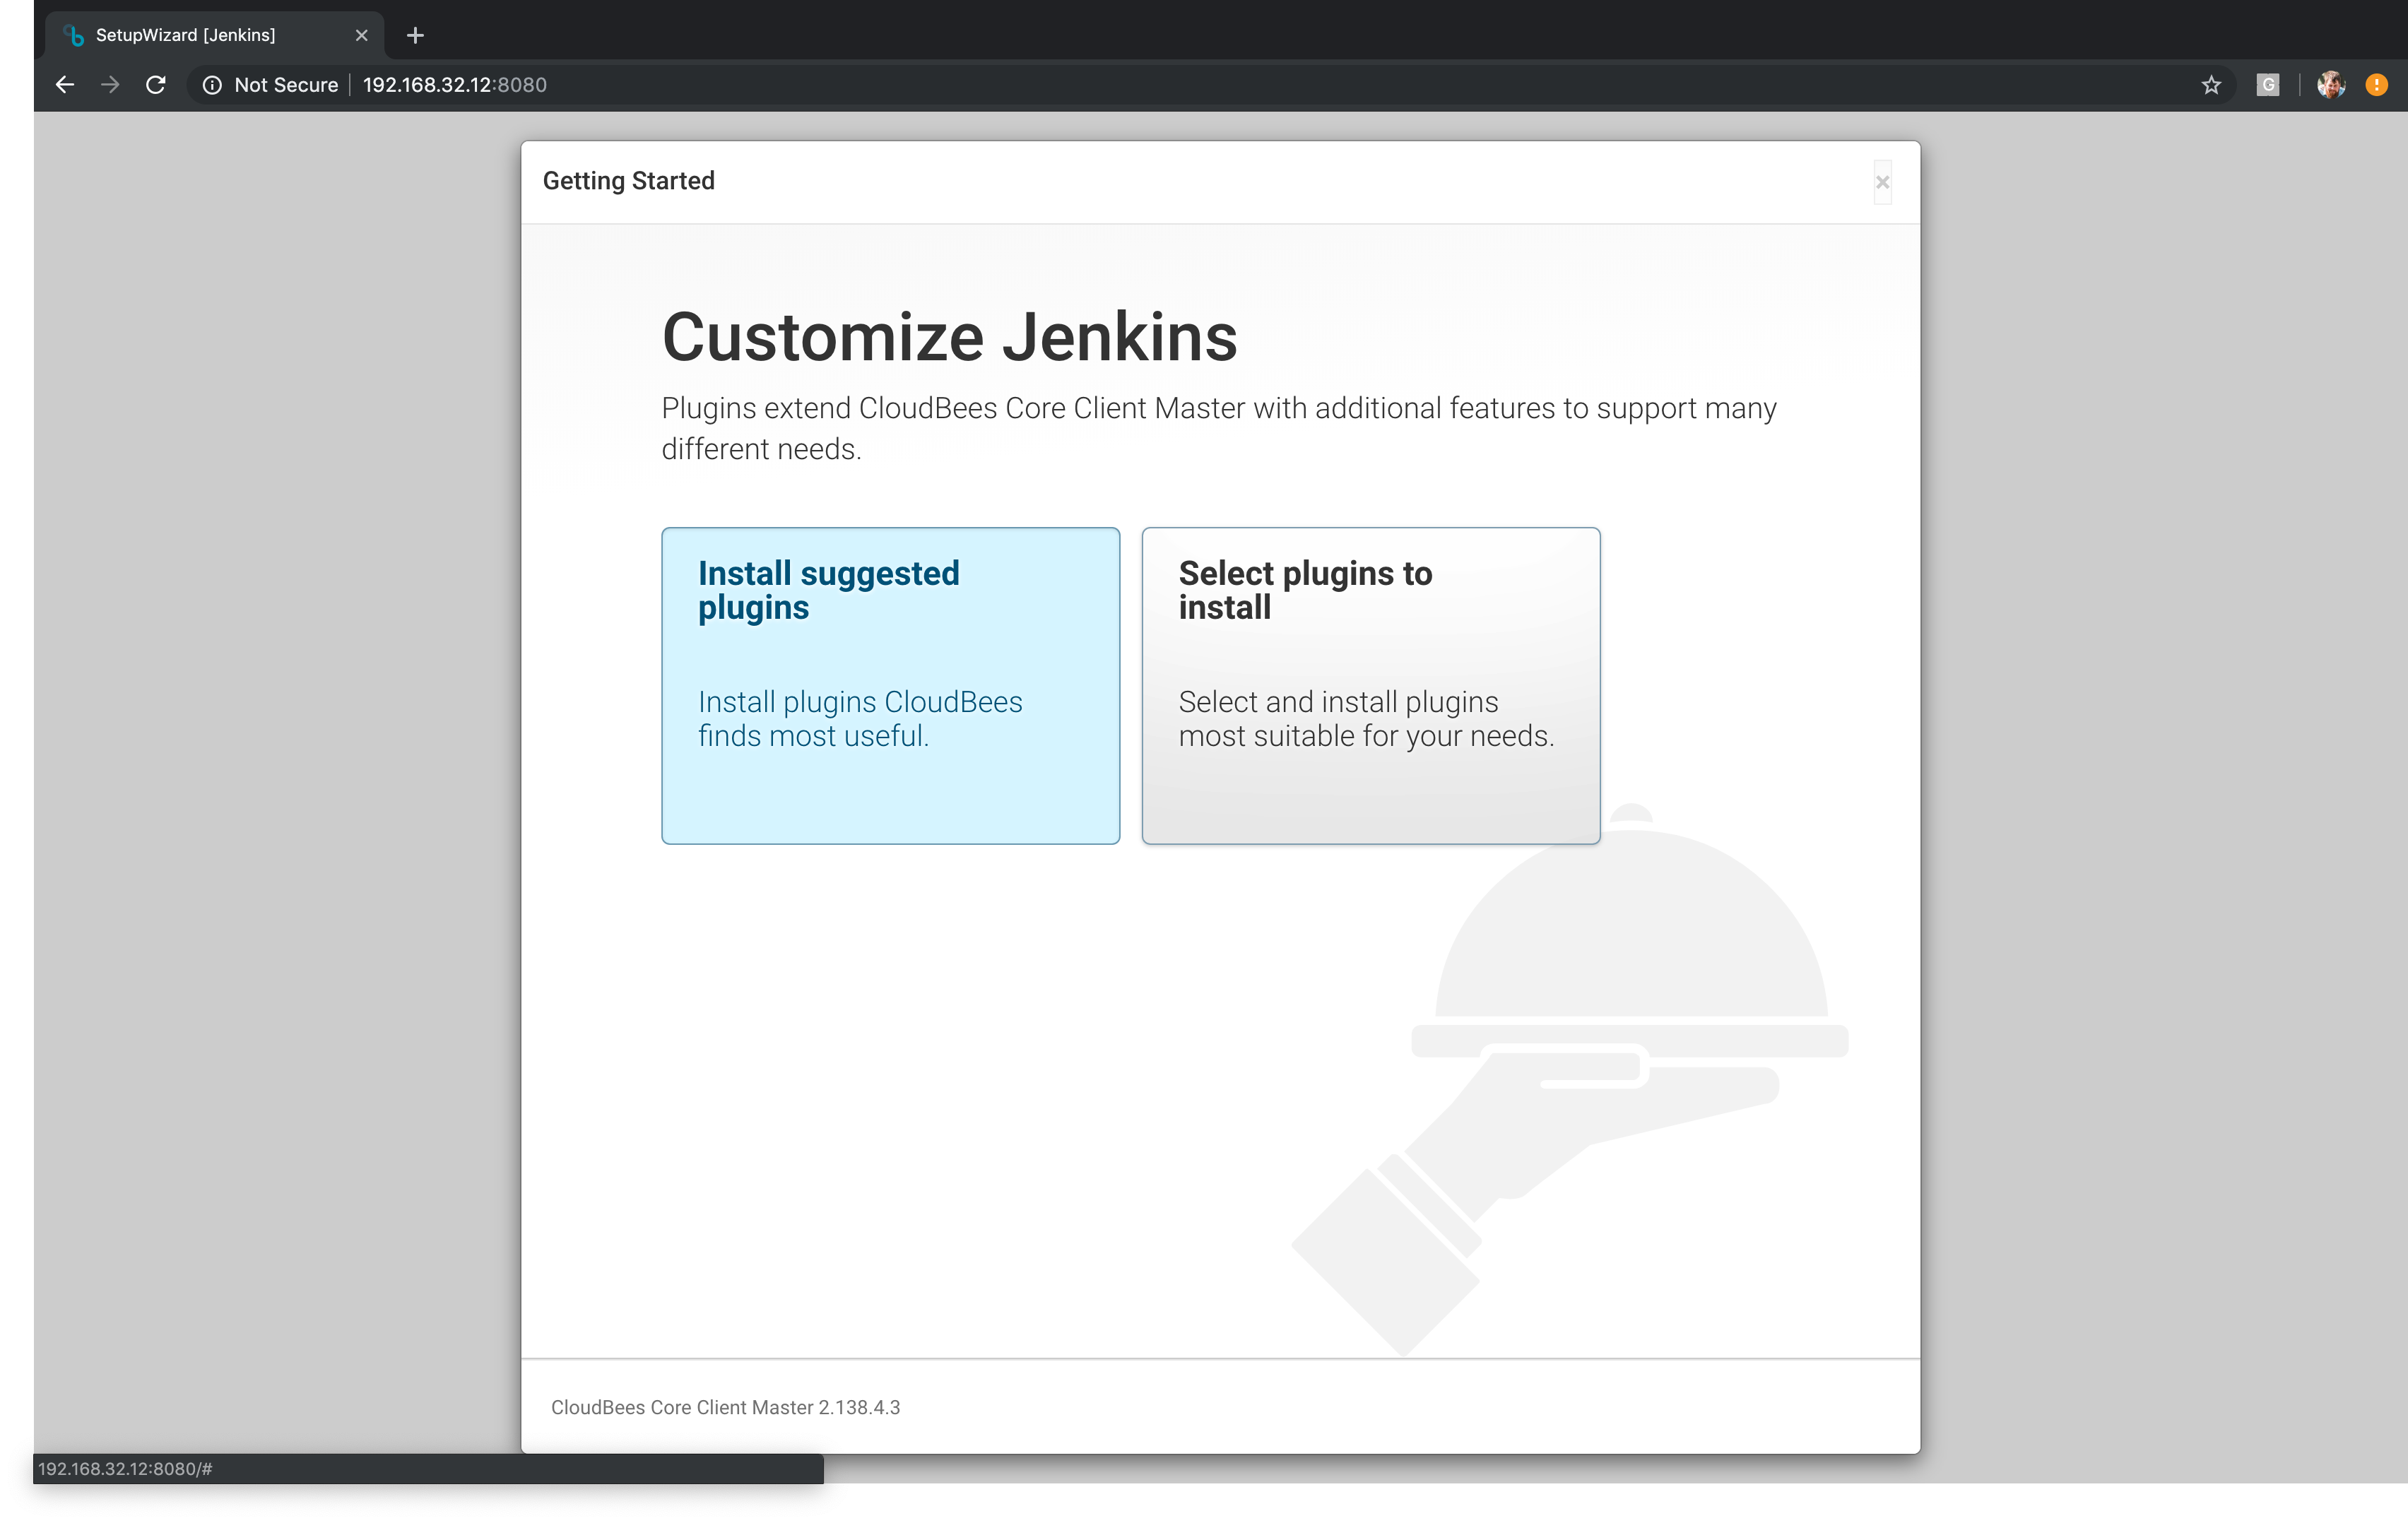 SetupWizard [Jenkins]
Not Secure 192.168.32.12:8080
G
Getting Started
Customize Jenkins
Plugins extend CloudBees Core Client Master with additional features to support many
different needs.
Install suggested
plugins
Install plugins CloudBees
finds most useful.
Select plugins to
install
Select and install plugins
most suitable for your needs.
CloudBees Core Client Master 2.138.4.3
192.168.32.12:8080/#